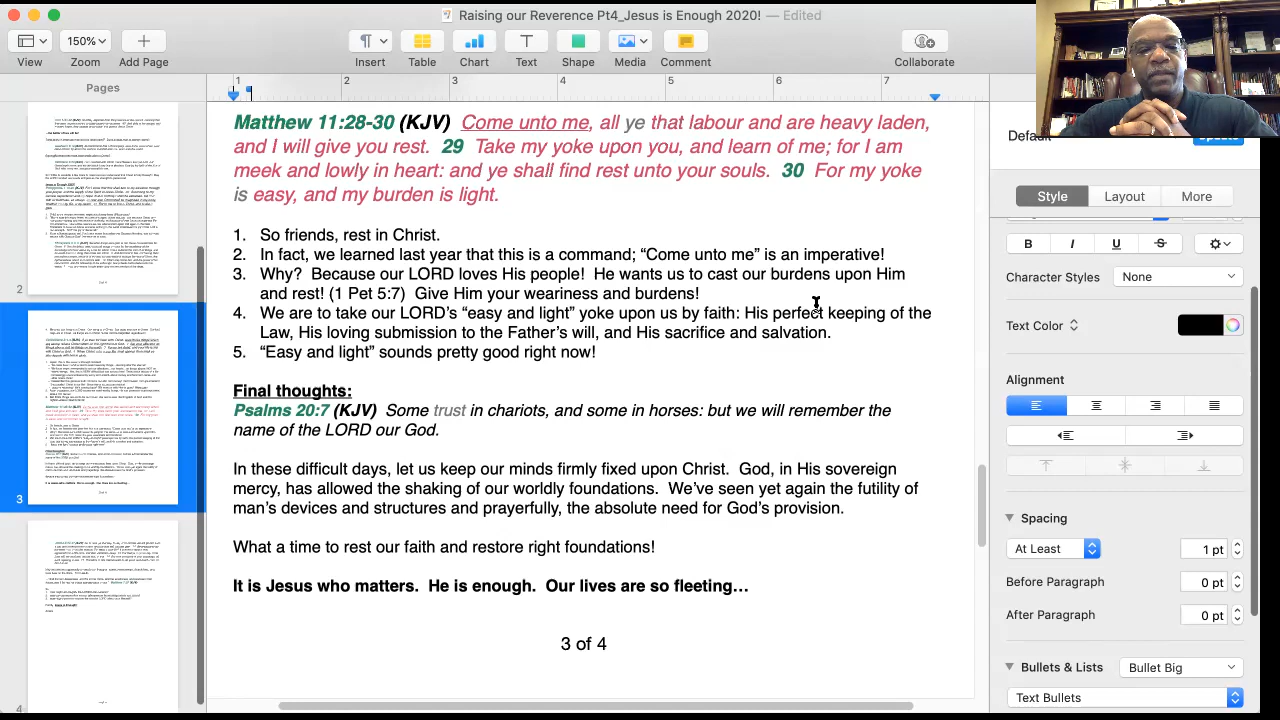 Raising our Reverence Pt4_Jesus is Enough 2020! — Edited
150%
View Zoom Add Page Insert Table Chart Text Shape Media Comment Collaborate
Pages
1 2 3 4 5 6 7
Matthew 11:28-30 (KJV) Come unto me, all ye that labour and are heavy laden,
and I will give you rest. 29 Take my yoke upon you, and learn of me; for I am
meek and lowly in heart: and ye shall find rest unto your souls. 30 For my yoke
is easy, and my burden is light.
1. So friends, rest in Christ.
2. In fact, we learned last year that this is a command; “Come unto me” is an imperative!
3. Why? Because our LORD loves His people! He wants us to cast our burdens upon Him
and rest! (1 Pet 5:7) Give Him your weariness and burdens!
4. We are to take our LORD’s “easy and light” yoke upon us by faith: His perfect keeping of the
Law, His loving submission to the Father’s will, and His sacrifice and salvation.
5. “Easy and light” sounds pretty good right now!
Final thoughts:
Psalms 20:7 (KJV) Some trust in chariots, and some in horses: but we will remember the
name of the LORD our God.
In these difficult days, let us keep our minds firmly fixed upon Christ. God, in His sovereign
mercy, has allowed the shaking of our worldly foundations. We’ve seen yet again the futility of
man’s devices and structures and prayerfully, the absolute need for God’s provision.
What a time to rest our faith and restore right foundations!
It is Jesus who matters. He is enough. Our lives are so fleeting…
3 of 4
2
3
4
Default
Style Layout More
B I U S
Character Styles None
Text Color
Alignment
Spacing
At Least 1 pt
Before Paragraph 0 pt
After Paragraph 0 pt
Bullets & Lists Bullet Big
Text Bullets